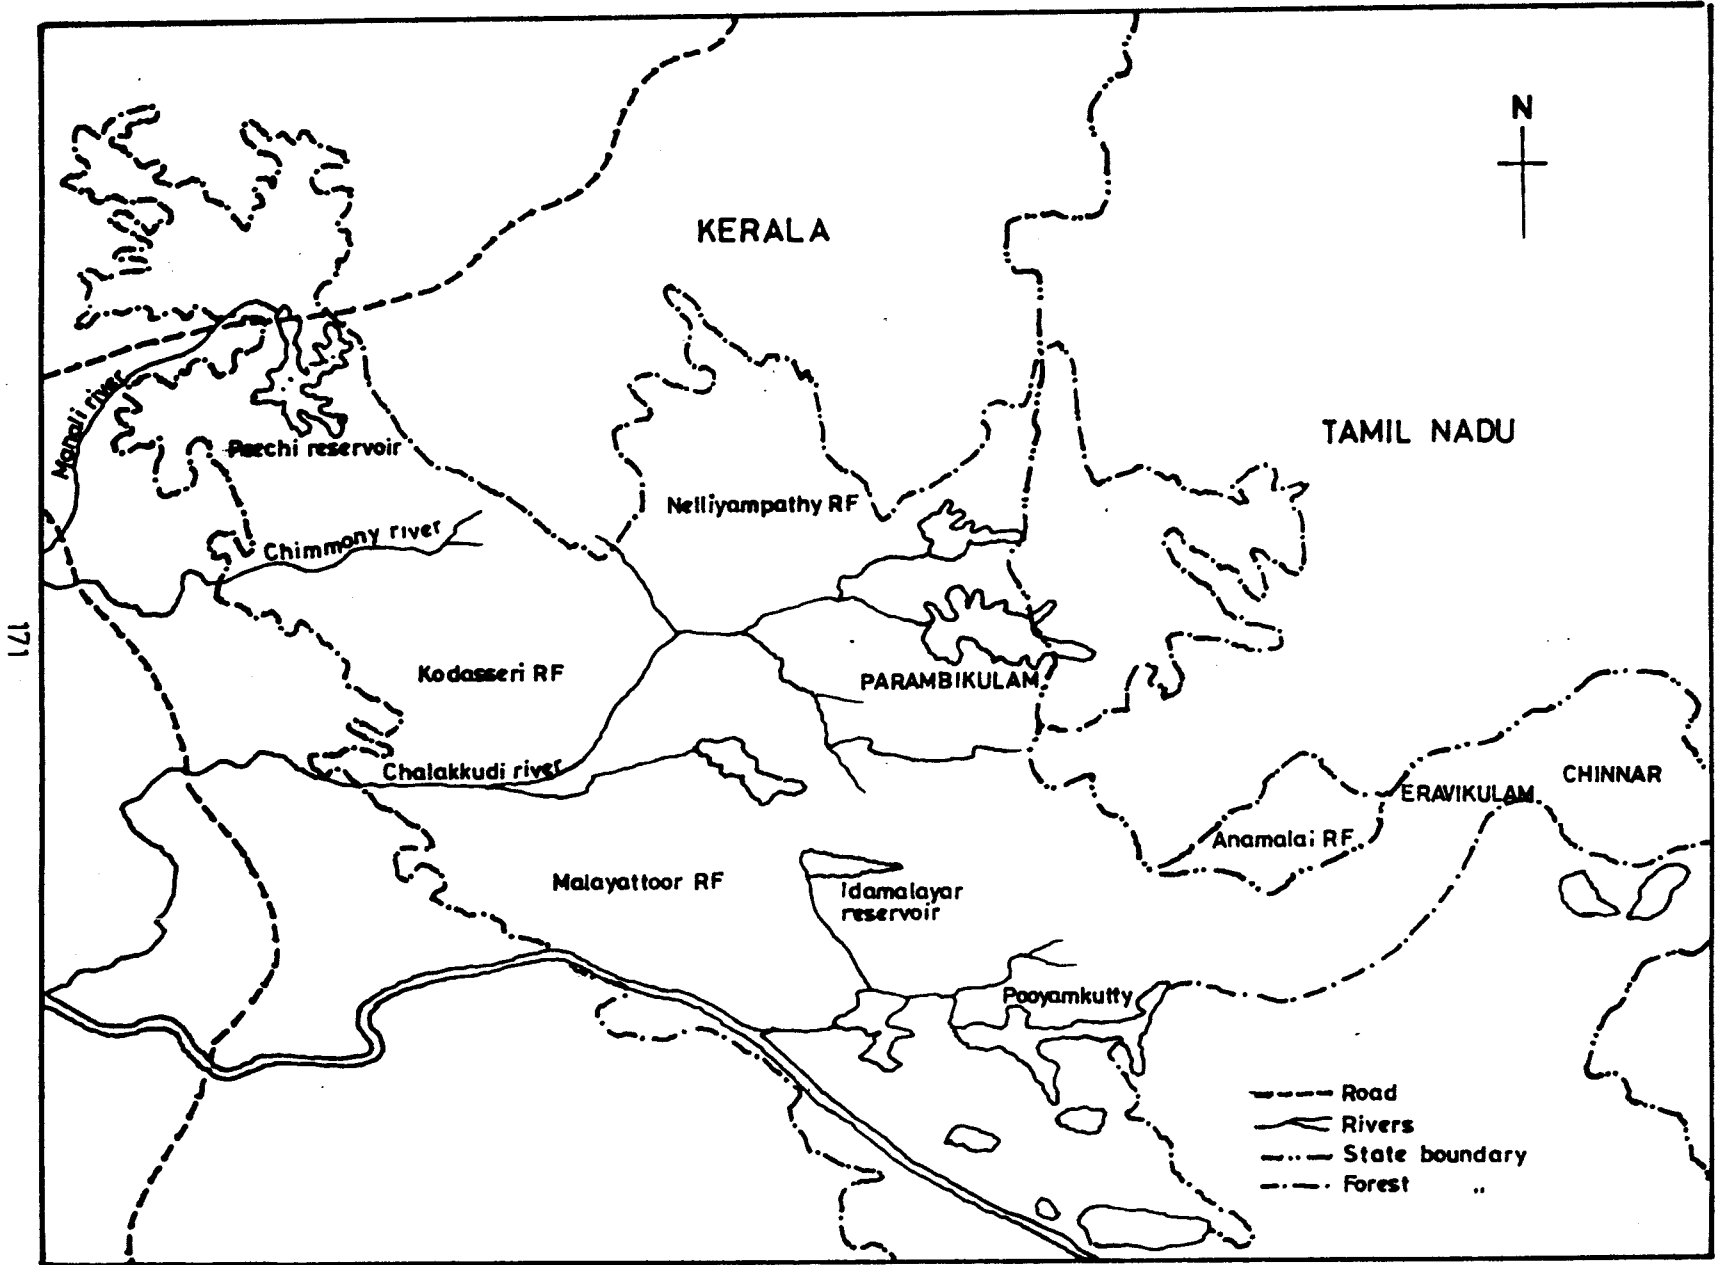 N
KERALA
TAMIL NADU
Manali river
Peechi reservoir
Nelliyampathy RF
Chimmony river
171
Kodasseri RF
PARAMBIKULAM
Chalakkudi river
CHINNAR
ERAVIKULAM
Anamalai RF
Malayattoor RF
Idamalayar
reservoir
Pooyamkutty
Road
Rivers
State boundary
Forest "